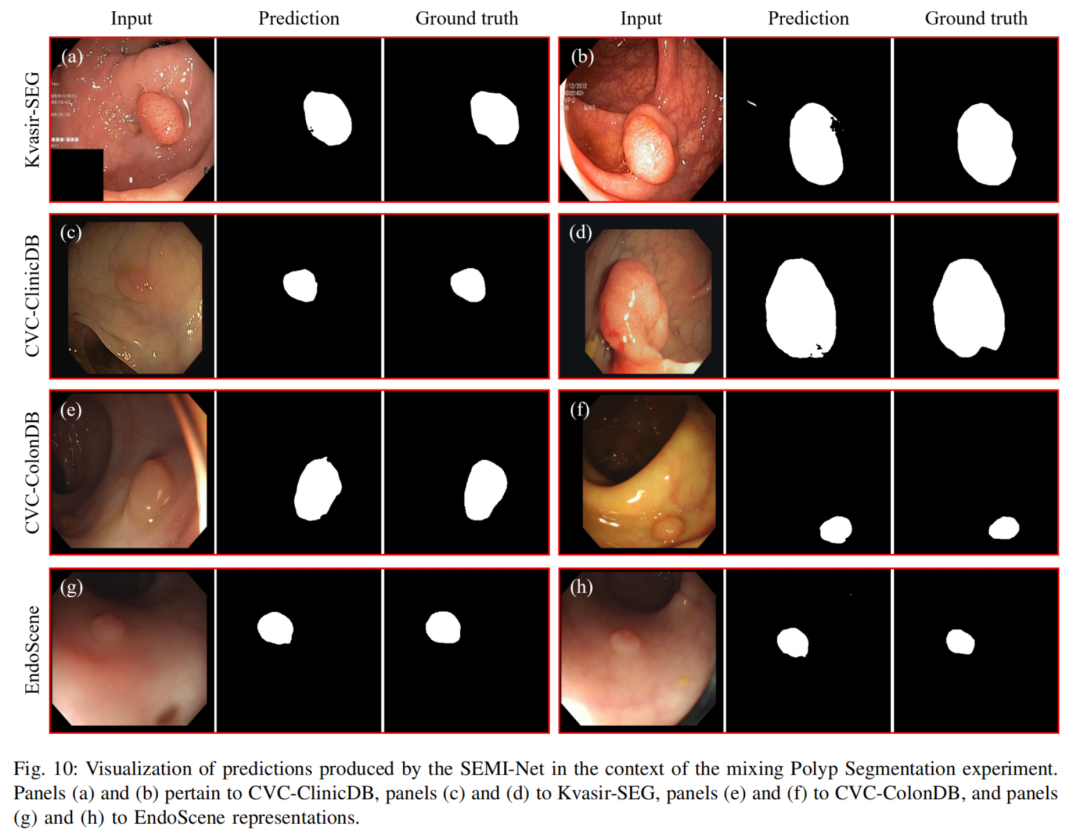 Input Prediction Ground truth Input Prediction Ground truth
Kvasir-SEG
(a)
(b)
CVC-ClinicDB
(c)
(d)
CVC-ColonDB
(e)
(f)
EndoScene
(g)
(h)
Fig. 10: Visualization of predictions produced by the SEMI-Net in the context of the mixing Polyp Segmentation experiment.
Panels (a) and (b) pertain to CVC-ClinicDB, panels (c) and (d) to Kvasir-SEG, panels (e) and (f) to CVC-ColonDB, and panels
(g) and (h) to EndoScene representations.